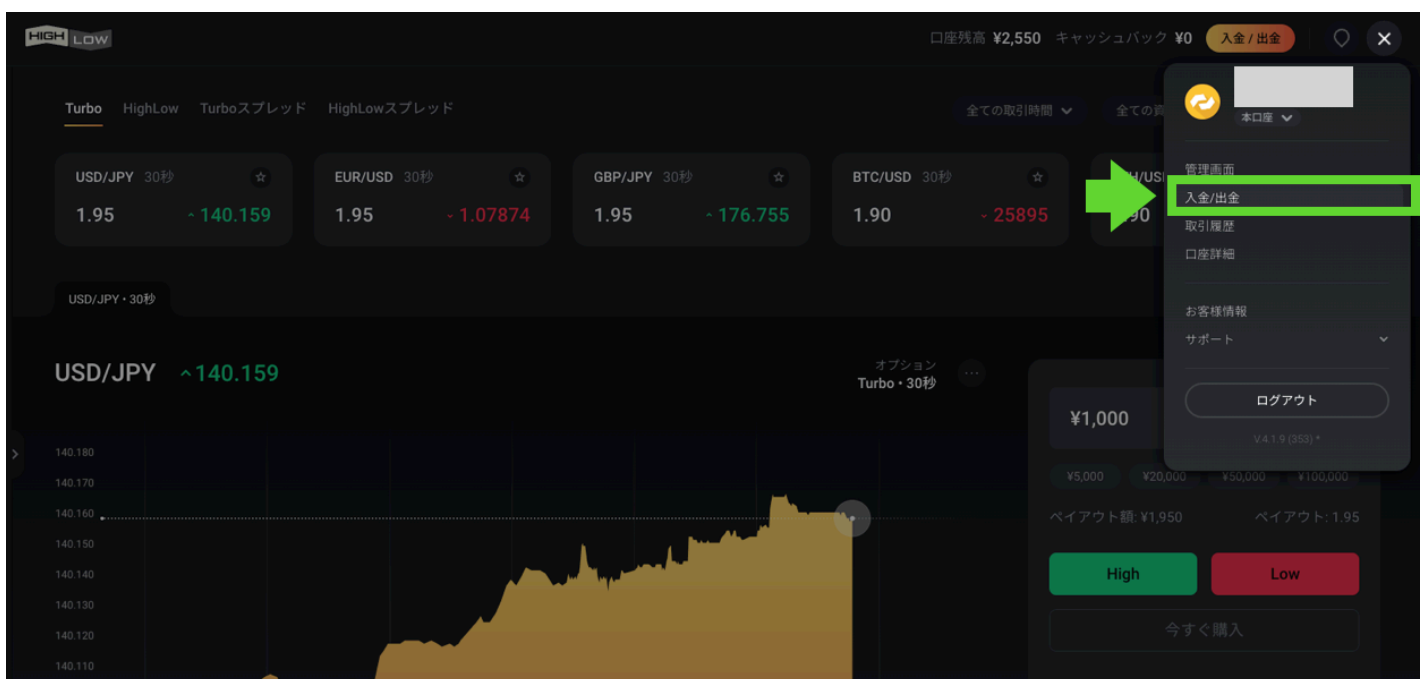 HIGH LOW
口座残高 ¥2,550 キャッシュバック ¥0 入金 / 出金
本口座
管理画面
入金/出金
取引履歴
口座詳細
お客様情報
サポート
ログアウト
V.4.1.9 (353) *
Turbo HighLow Turboスプレッド HighLowスプレッド 全ての取引時間 全ての資
USD/JPY 30秒
1.95 140.159
EUR/USD 30秒
1.95 1.07874
GBP/JPY 30秒
1.95 176.755
BTC/USD 30秒
1.90 25895
H/US
90
USD/JPY・30秒
USD/JPY 140.159
オプション
Turbo・30秒
¥1,000
¥5,000 ¥20,000 ¥50,000 ¥100,000
ペイアウト額: ¥1,950 ペイアウト: 1.95
High Low
今すぐ購入
140.180
140.170
140.160
140.150
140.140
140.130
140.120
140.110